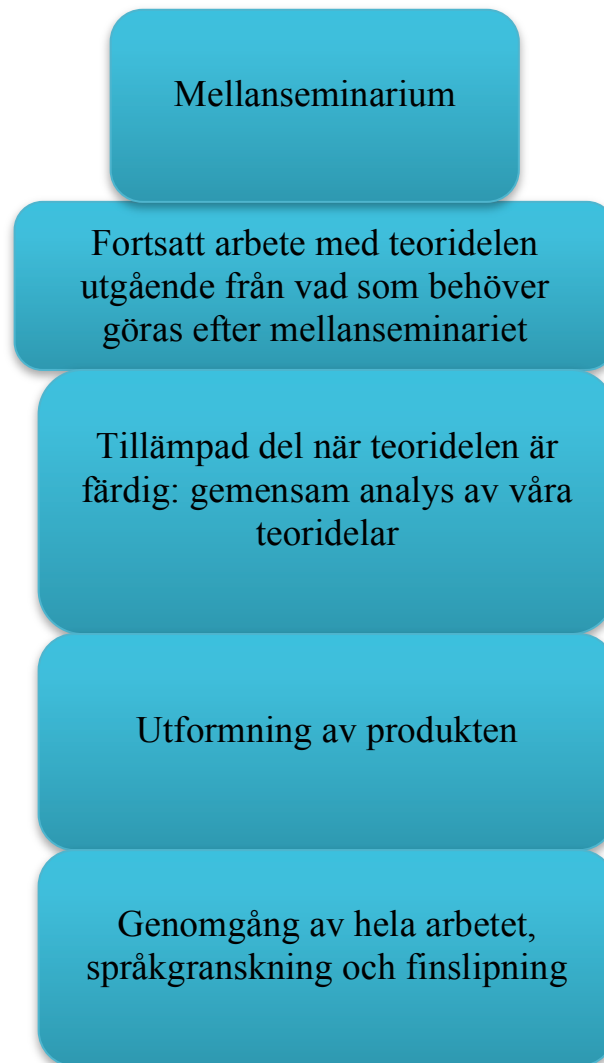 Mellanseminarium
Fortsatt arbete med teoridelen
utgående från vad som behöver
göras efter mellanseminariet
Tillämpad del när teoridelen är
färdig: gemensam analys av våra
teoridelar
Utformning av produkten
Genomgång av hela arbetet,
språkgranskning och finslipning